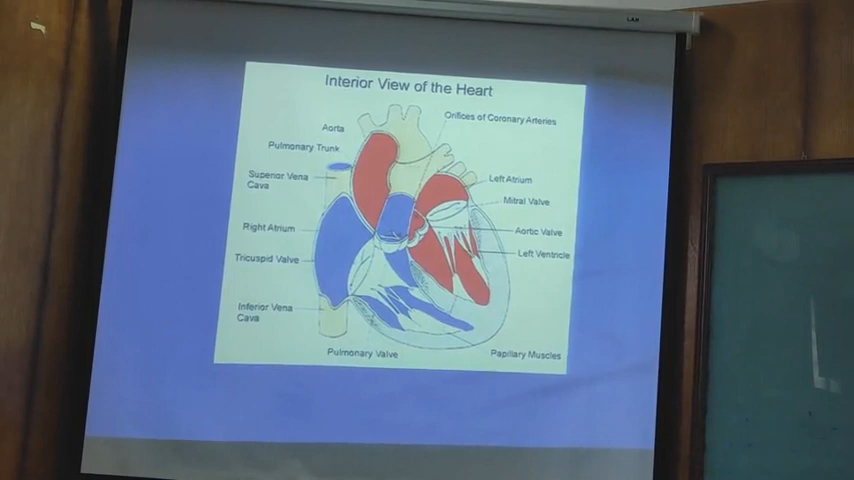 Interior View of the Heart
Orifices of Coronary Arteries
Aorta
Pulmonary Trunk
Superior Vena
Cava
Left Atrium
Mitral Valve
Right Atrium
Aortic Valve
Tricuspid Valve
Left Ventricle
Inferior Vena
Cava
Pulmonary Valve
Papillary Muscles